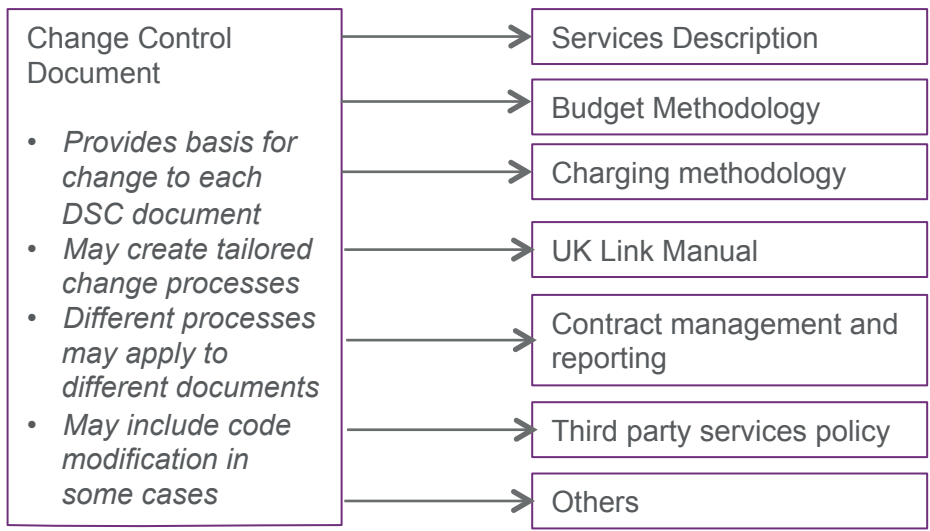 Change Control
Document
• Provides basis for
change to each
DSC document
• May create tailored
change processes
• Different processes
may apply to
different documents
• May include code
modification in
some cases
Services Description
Budget Methodology
Charging methodology
UK Link Manual
Contract management and
reporting
Third party services policy
Others